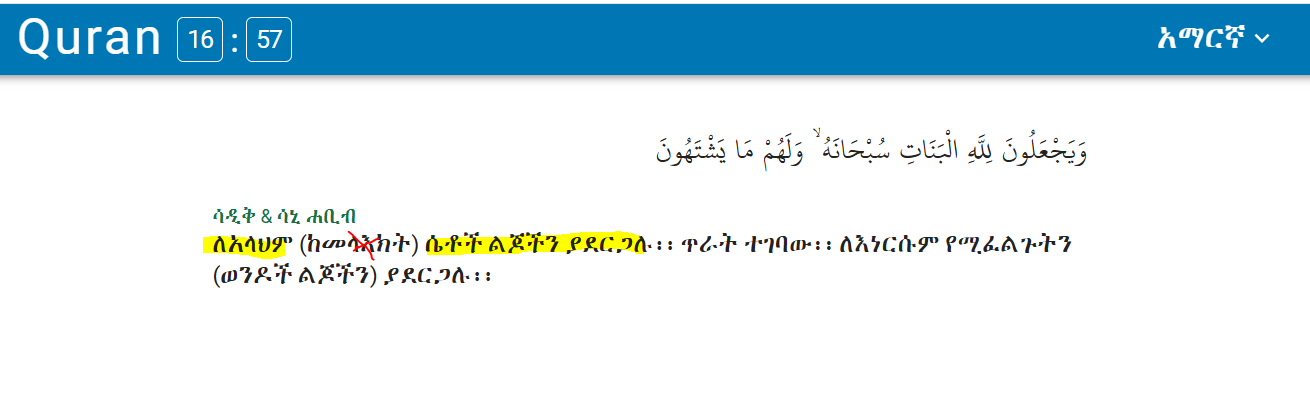 Quran 16 : 57 አማርኛ
وَيَجْعَلُونَ لِلَّهِ الْبَنَاتِ سُبْحَانَهُ ۙ وَلَهُمْ مَا يَشْتَهُونَ
ሳዲቅ & ሳኒ ሐቢብ
ለአላህም (ከመላእክት) ሴቶች ልጆችን ያደርጋሉ፡፡ ጥራት ተገባው፡፡ ለእነርሱም የሚፈልጉትን
(ወንዶች ልጆችን) ያደርጋሉ፡፡